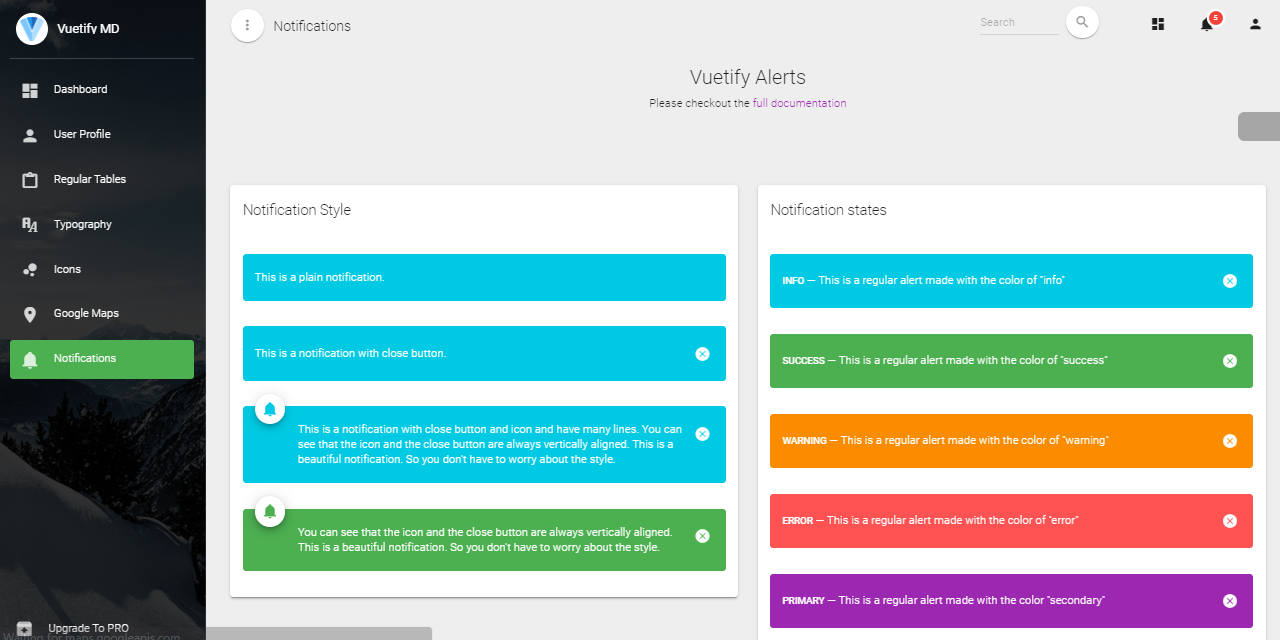 Vuetify MD
Dashboard
User Profile
Regular Tables
Typography
Icons
Google Maps
Notifications
Upgrade To PRO
Waiting for maps.googleapis.com
Notifications
Search
5
Vuetify Alerts
Please checkout the full documentation
Notification Style
This is a plain notification.
This is a notification with close button.
This is a notification with close button and icon and have many lines. You can
see that the icon and the close button are always vertically aligned. This is a
beautiful notification. So you don't have to worry about the style.
You can see that the icon and the close button are always vertically aligned.
This is a beautiful notification. So you don't have to worry about the style.
Notification states
INFO — This is a regular alert made with the color of "info"
SUCCESS — This is a regular alert made with the color of "success"
WARNING — This is a regular alert made with the color of "warning"
ERROR — This is a regular alert made with the color of "error"
PRIMARY — This is a regular alert made with the color "secondary"